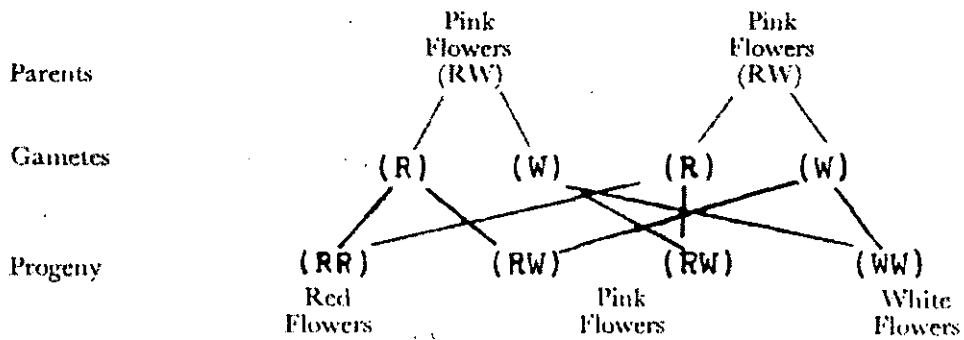 Pink Pink
Flowers Flowers
Parents (RW) (RW)
Gametes (R) (W) (R) (W)
Progeny (RR) (RW) (RW) (WW)
Red Pink White
Flowers Flowers Flowers